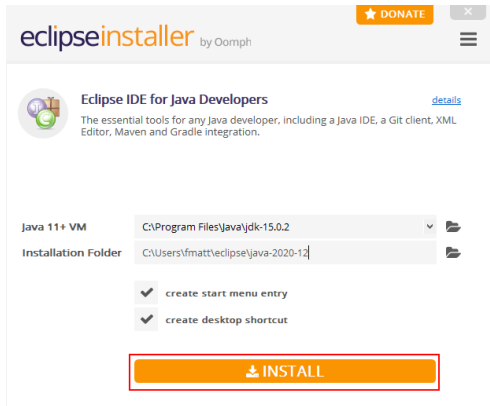 DONATE
eclipseinstaller by Oomph
Eclipse IDE for Java Developers
details
The essential tools for any Java developer, including a Java IDE, a Git client, XML
Editor, Maven and Gradle integration.
Java 11+ VM
C:\Program Files\Java\jdk-15.0.2
Installation Folder
C:\Users\fmatt\eclipse\java-2020-12
create start menu entry
create desktop shortcut
INSTALL